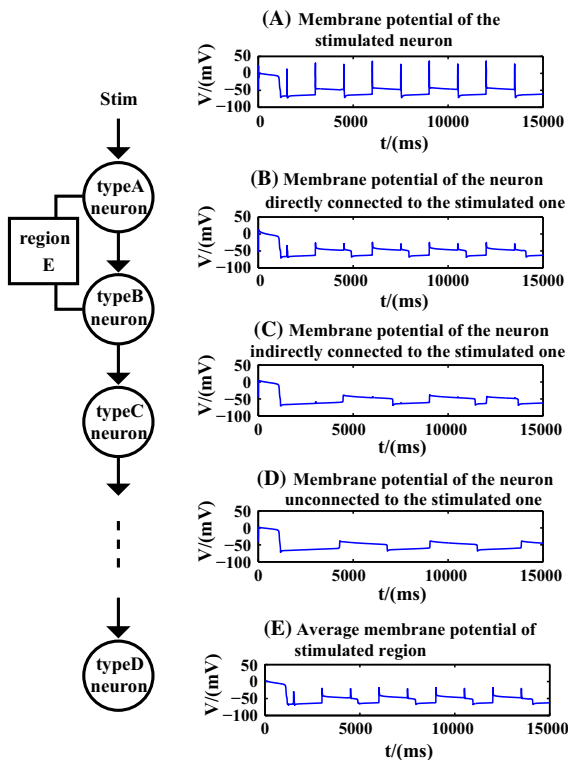 Stim
typeA
neuron
region
E
typeB
neuron
typeC
neuron
typeD
neuron
(A) Membrane potential of the
stimulated neuron
V/(mV)
50
0
−50
−100
0 5000 10000 15000
t/(ms)
(B) Membrane potential of the neuron
directly connected to the stimulated one
V/(mV)
50
0
−50
−100
0 5000 10000 15000
t/(ms)
(C) Membrane potential of the neuron
indirectly connected to the stimulated one
V/(mV)
50
0
−50
−100
0 5000 10000 15000
t/(ms)
(D) Membrane potential of the neuron
unconnected to the stimulated one
V/(mV)
50
0
−50
−100
0 5000 10000 15000
t/(ms)
(E) Average membrane potential of
stimulated region
V/(mV)
50
0
−50
−100
0 5000 10000 15000
t/(ms)